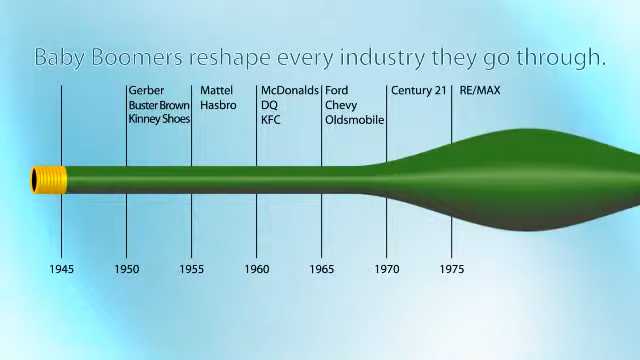 Baby Boomers reshape every industry they go through.
Gerber
Buster Brown
Kinney Shoes
Mattel
Hasbro
McDonalds
DQ
KFC
Ford
Chevy
Oldsmobile
Century 21
RE/MAX
1945 1950 1955 1960 1965 1970 1975